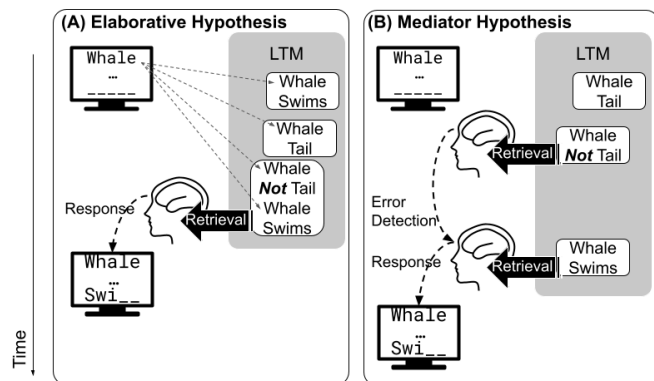 (A) Elaborative Hypothesis
Whale
...
_____
LTM
Whale
Swims
Whale
Tail
Whale
Not Tail
Whale
Swims
Retrieval
Response
Whale
...
Swi__
(B) Mediator Hypothesis
Whale
...
_____
LTM
Whale
Tail
Whale
Not Tail
Retrieval
Error
Detection
Whale
Swims
Retrieval
Response
Whale
...
Swi__
Time